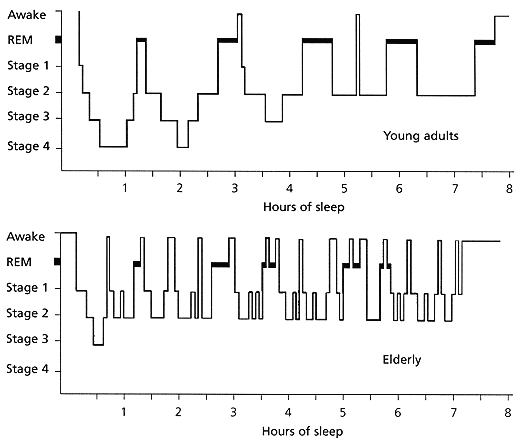 Awake
REM
Stage 1
Stage 2
Stage 3
Stage 4
Young adults
1 2 3 4 5 6 7 8
Hours of sleep
Awake
REM
Stage 1
Stage 2
Stage 3
Stage 4
Elderly
1 2 3 4 5 6 7 8
Hours of sleep